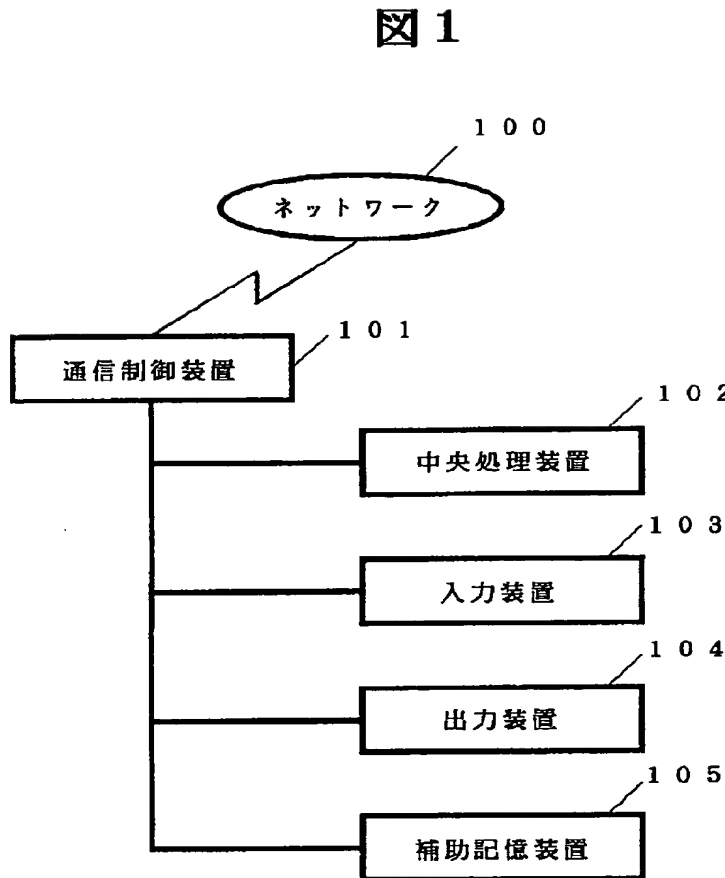 図1
100
ネットワーク
101
通信制御装置
102
中央処理装置
103
入力装置
104
出力装置
105
補助記憶装置